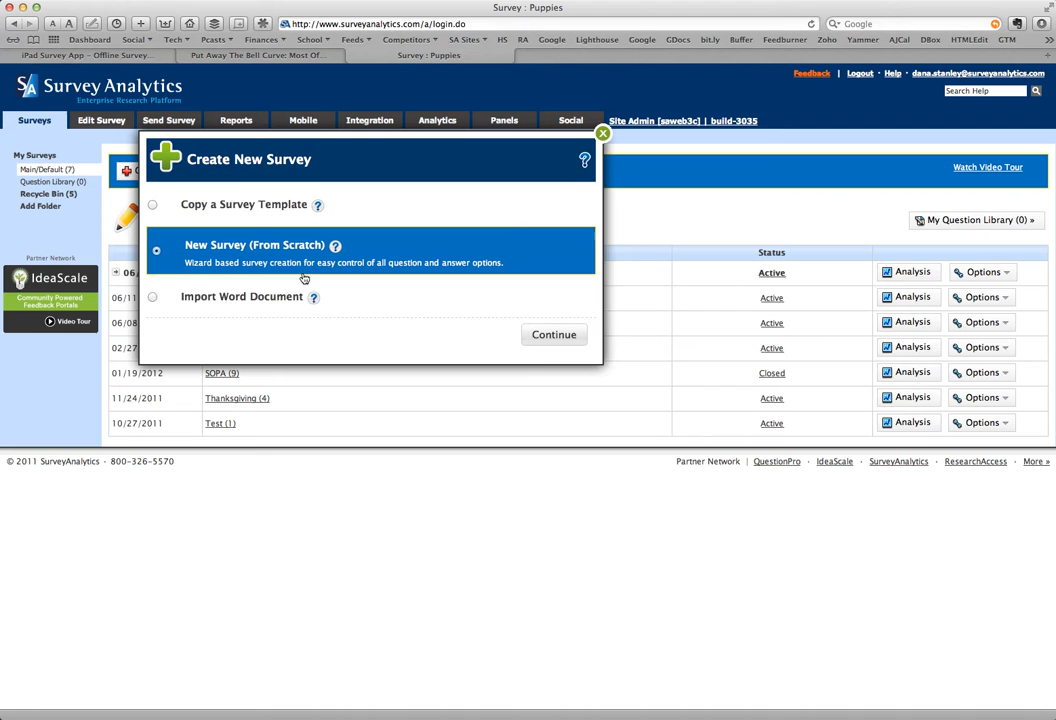 Survey : Puppies
A A
http://www.surveyanalytics.com/a/login.do
Google
Dashboard Social Tech Pcasts Finances School Feeds Competitors SA Sites HS RA Google Lighthouse Google GDocs bit.ly Buffer Feedburner Zoho Yammer AJCal DBox HTMLEdit GTM
iPad Survey App – Offline Survey...
Put Away The Bell Curve: Most Of...
Survey : Puppies
Feedback | Logout · Help · dana.stanley@surveyanalytics.com
SA Survey Analytics
Enterprise Research Platform
Search Help
Surveys Edit Survey Send Survey Reports Mobile Integration Analytics Panels Social Site Admin [saweb3c] | build-3035
My Surveys
Main/Default (7)
Question Library (0)
Recycle Bin (5)
Add Folder
Partner Network
IdeaScale
Community Powered
Feedback Portals
Video Tour
Create New Survey ?
Copy a Survey Template ?
New Survey (From Scratch) ?
Wizard based survey creation for easy control of all question and answer options.
Import Word Document ?
Continue
X
Watch Video Tour
My Question Library (0) »
Status
06/ Active Analysis Options
06/11 Active Analysis Options
06/08 Active Analysis Options
02/27 Active Analysis Options
01/19/2012 SOPA (9) Closed Analysis Options
11/24/2011 Thanksgiving (4) Active Analysis Options
10/27/2011 Test (1) Active Analysis Options
© 2011 SurveyAnalytics · 800-326-5570
Partner Network | QuestionPro · IdeaScale · SurveyAnalytics · ResearchAccess · More »